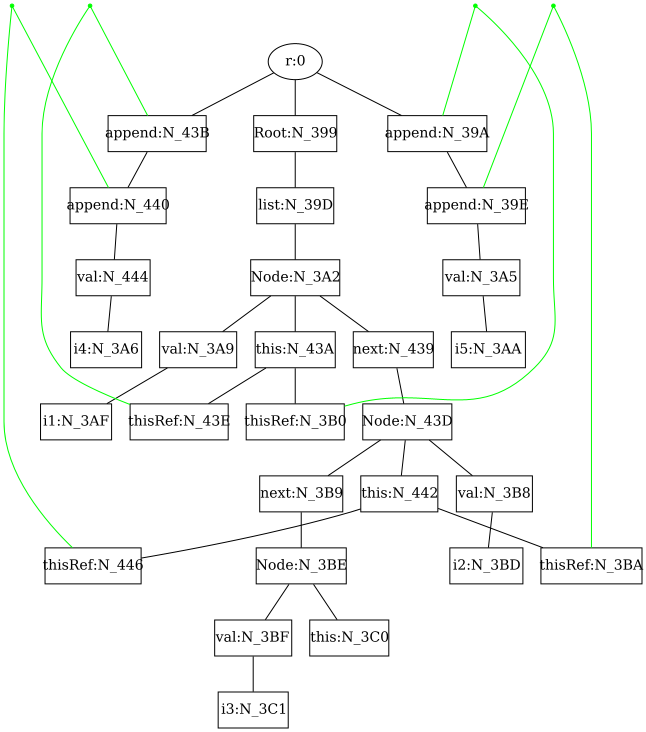 r:0
append:N_43B
Root:N_399
append:N_39A
append:N_440
list:N_39D
append:N_39E
val:N_444
Node:N_3A2
val:N_3A5
i4:N_3A6
val:N_3A9
this:N_43A
next:N_439
i5:N_3AA
i1:N_3AF
thisRef:N_43E
thisRef:N_3B0
Node:N_43D
next:N_3B9
this:N_442
val:N_3B8
thisRef:N_446
Node:N_3BE
i2:N_3BD
thisRef:N_3BA
val:N_3BF
this:N_3C0
i3:N_3C1